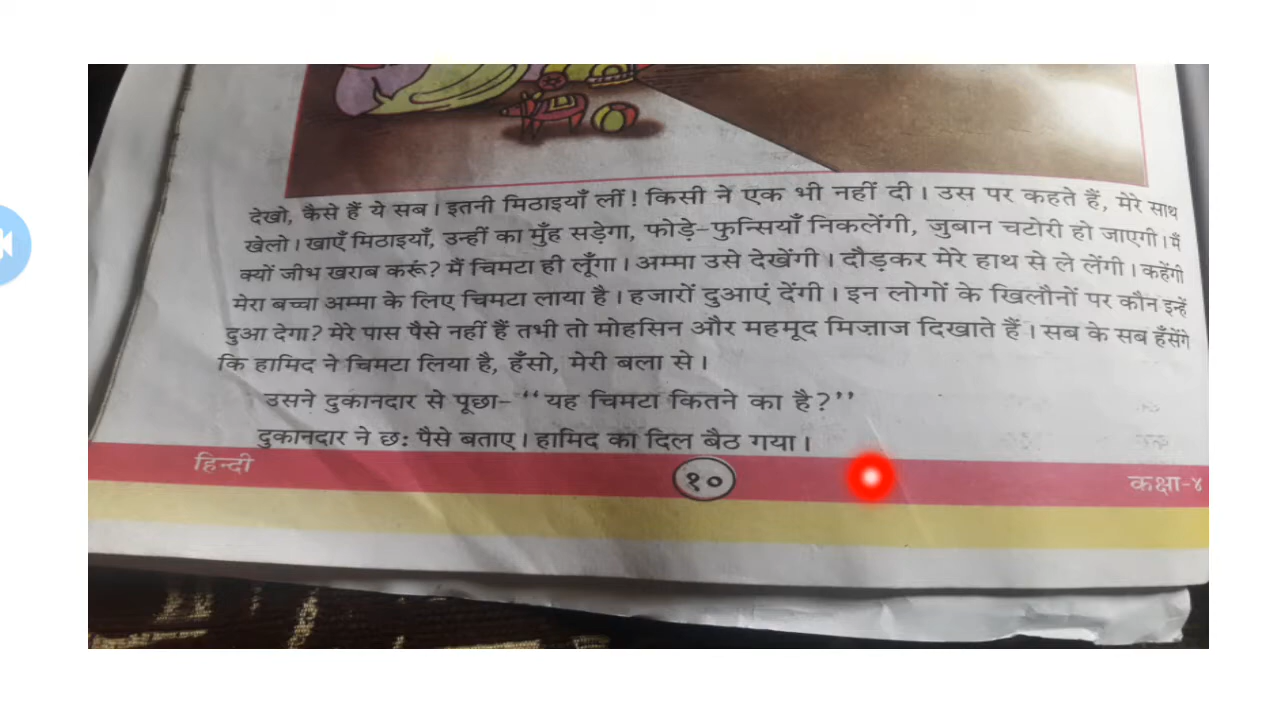 देखो, कैसे हैं ये सब। इतनी मिठाइयाँ लीं! किसी ने एक भी नहीं दी। उस पर कहते हैं, मेरे साथ
खेलो। खाएँ मिठाइयाँ, उन्हीं का मुँह सड़ेगा, फोड़े-फुन्सियाँ निकलेंगी, जुबान चटोरी हो जाएगी। मैं
क्यों जीभ खराब करूं? मैं चिमटा ही लूँगा। अम्मा उसे देखेंगी। दौड़कर मेरे हाथ से ले लेंगी। कहेंगी
मेरा बच्चा अम्मा के लिए चिमटा लाया है। हजारों दुआएं देंगी। इन लोगों के खिलौनों पर कौन इन्हें
दुआ देगा? मेरे पास पैसे नहीं हैं तभी तो मोहसिन और महमूद मिज़ाज दिखाते हैं। सब के सब हँसेंगे
कि हामिद ने चिमटा लिया है, हँसो, मेरी बला से।
उसने दुकानदार से पूछा- ‘‘यह चिमटा कितने का है?’’
दुकानदार ने छ: पैसे बताए। हामिद का दिल बैठ गया।
हिन्दी
१०
कक्षा-४